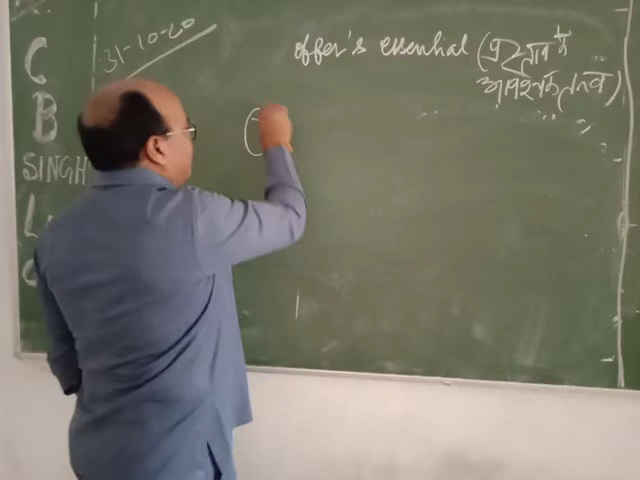 C
B
SINGH
L
31-10-20
offer's essential (प्रस्ताव के
आवश्यक तत्व)
(